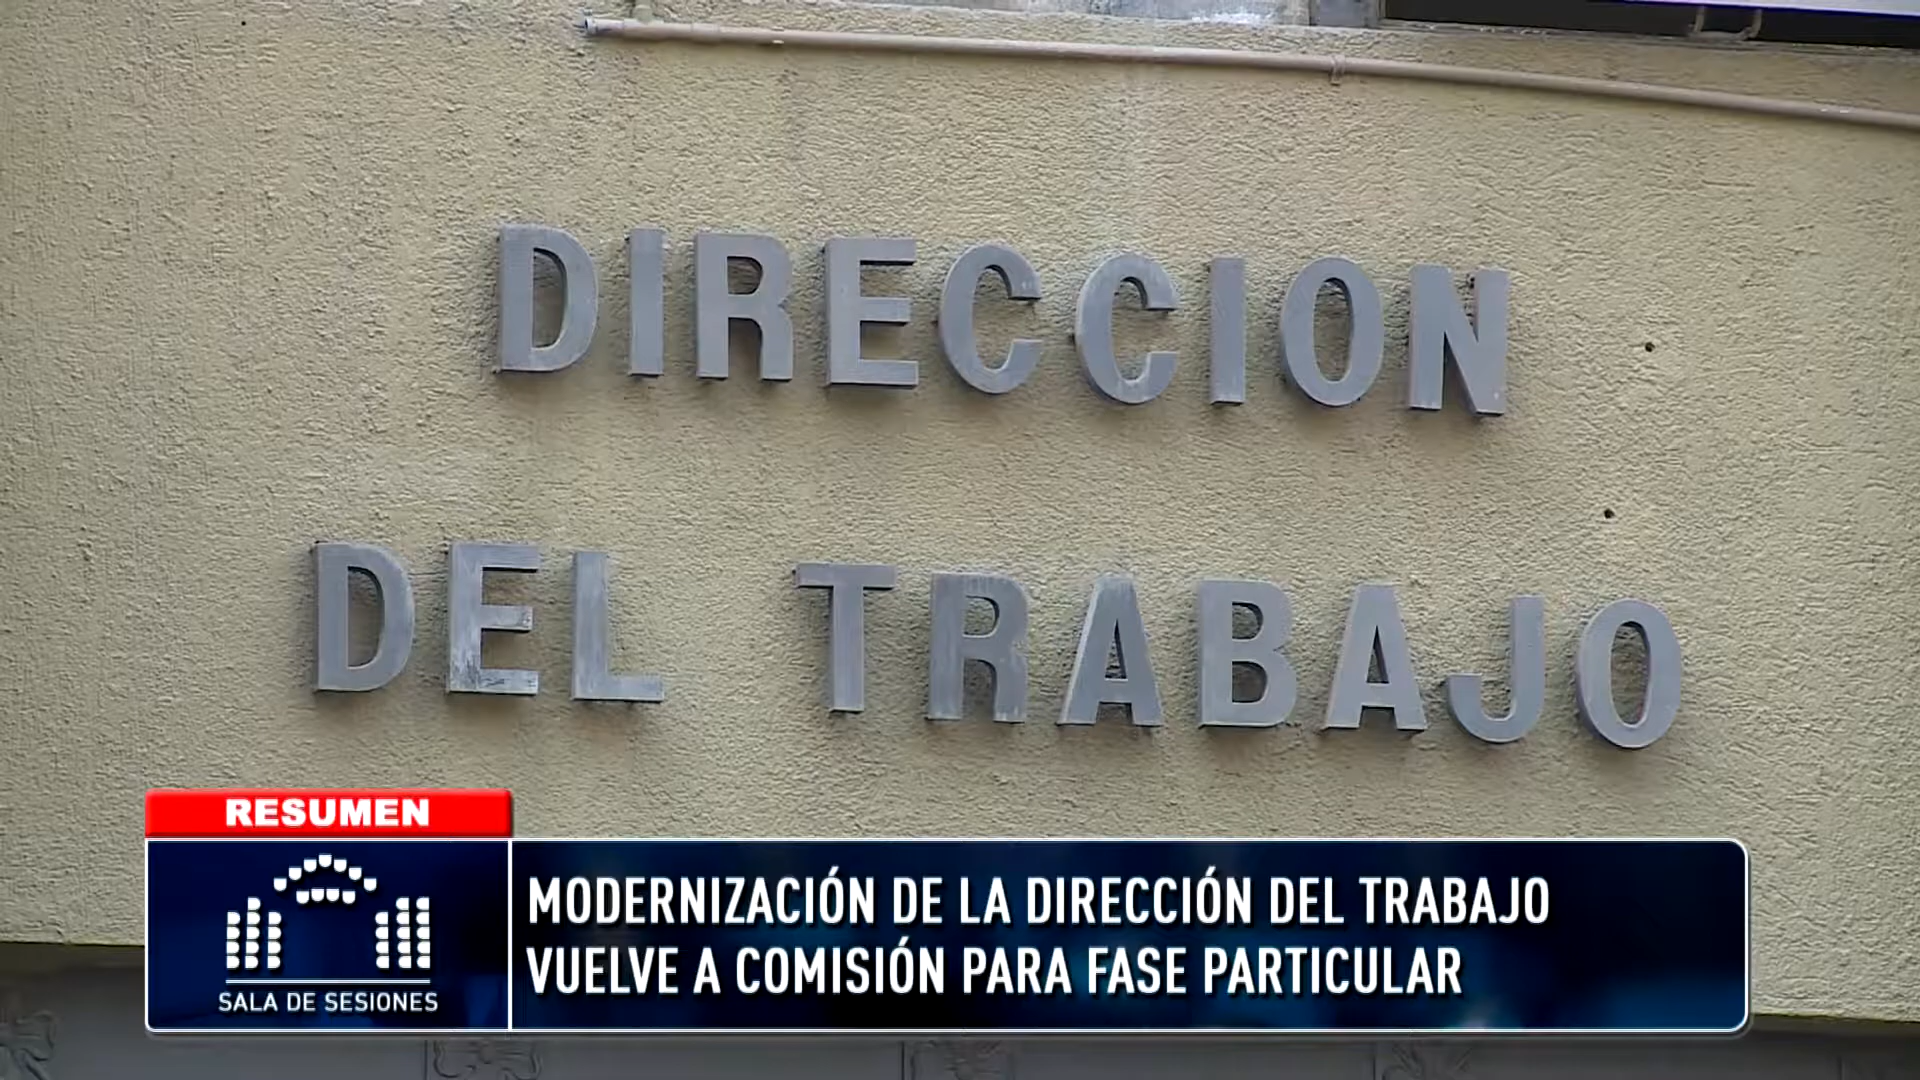 DIRECCION
DEL TRABAJO
RESUMEN
SALA DE SESIONES
MODERNIZACIÓN DE LA DIRECCIÓN DEL TRABAJO
VUELVE A COMISIÓN PARA FASE PARTICULAR